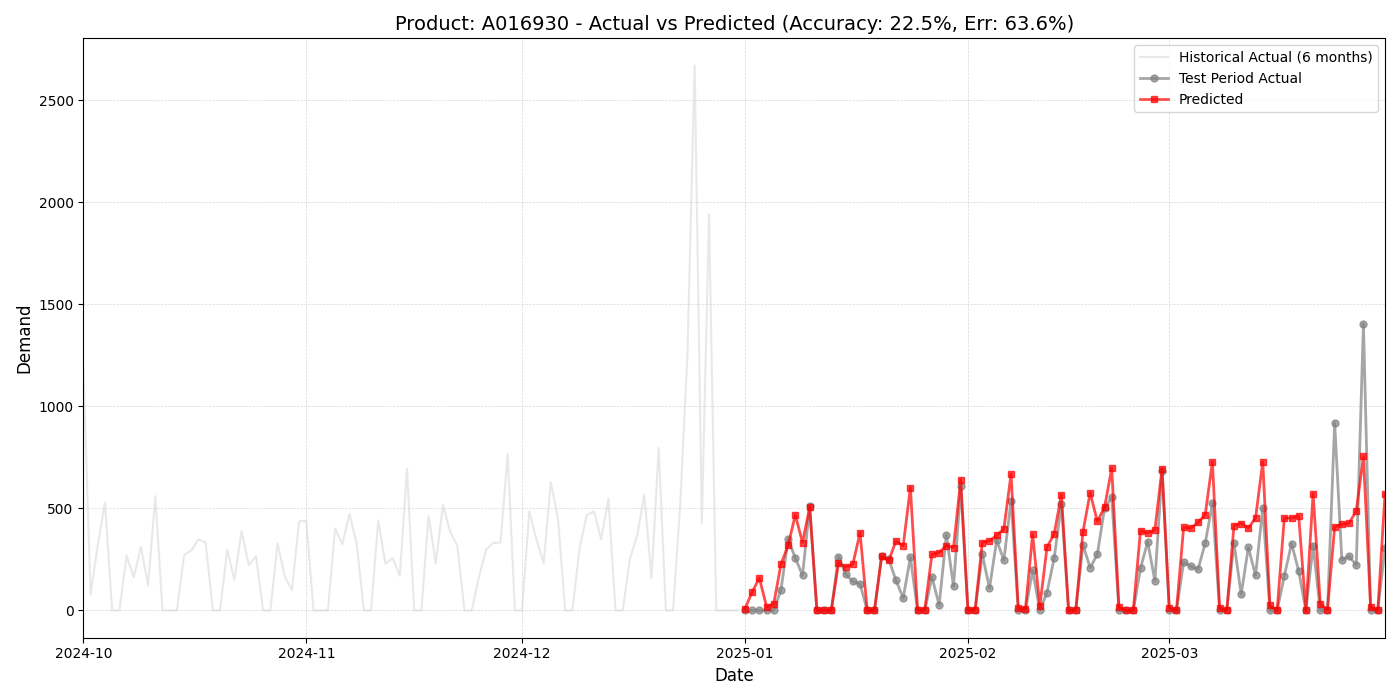 Product: A016930 - Actual vs Predicted (Accuracy: 22.5%, Err: 63.6%)
Historical Actual (6 months)
Test Period Actual
Predicted
2500
2000
1500
1000
500
0
Demand
2024-10
2024-11
2024-12
2025-01
2025-02
2025-03
Date